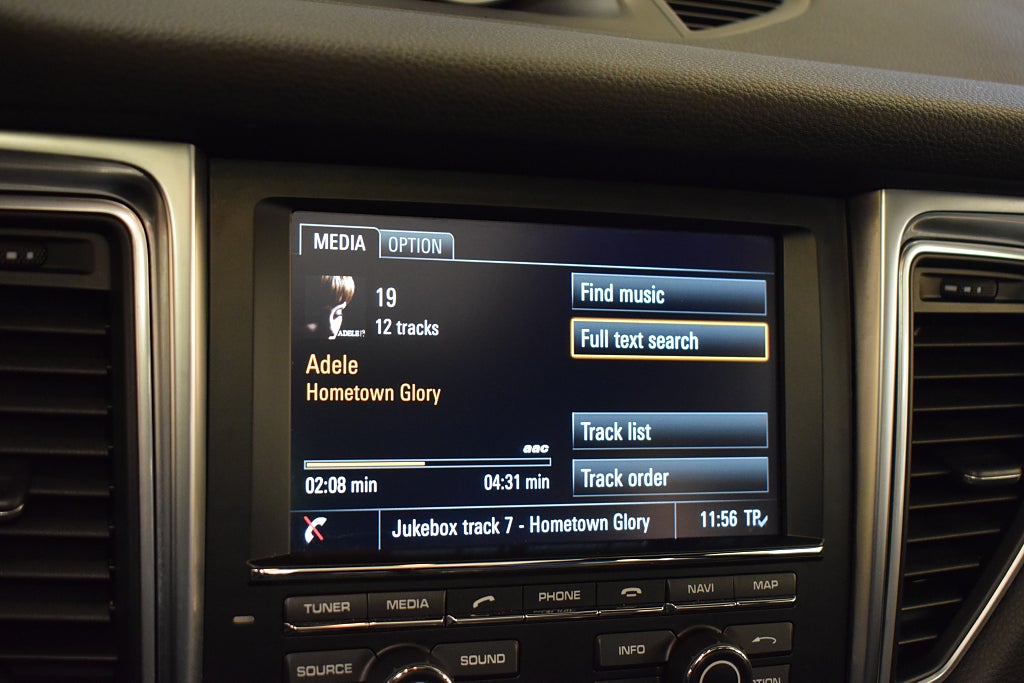 MEDIA OPTION
19
12 tracks
Find music
Full text search
Adele
Hometown Glory
Track list
aac
Track order
02:08 min 04:31 min
Jukebox track 7 - Hometown Glory 11:56 TP
TUNER MEDIA PHONE NAVI MAP
SOURCE SOUND INFO